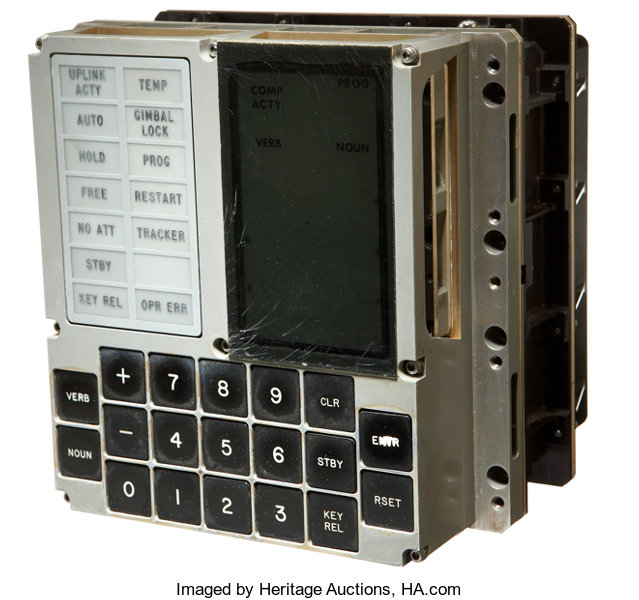 UPLINK
ACTY
TEMP
AUTO
GIMBAL
LOCK
HOLD
PROG
FREE
RESTART
NO ATT
TRACKER
STBY
KEY REL
OPR ERR
COMP
ACTY
PROG
VERB
NOUN
VERB
+
7
8
9
CLR
ENTR
NOUN
-
4
5
6
STBY
RSET
0
1
2
3
KEY
REL
Imaged by Heritage Auctions, HA.com